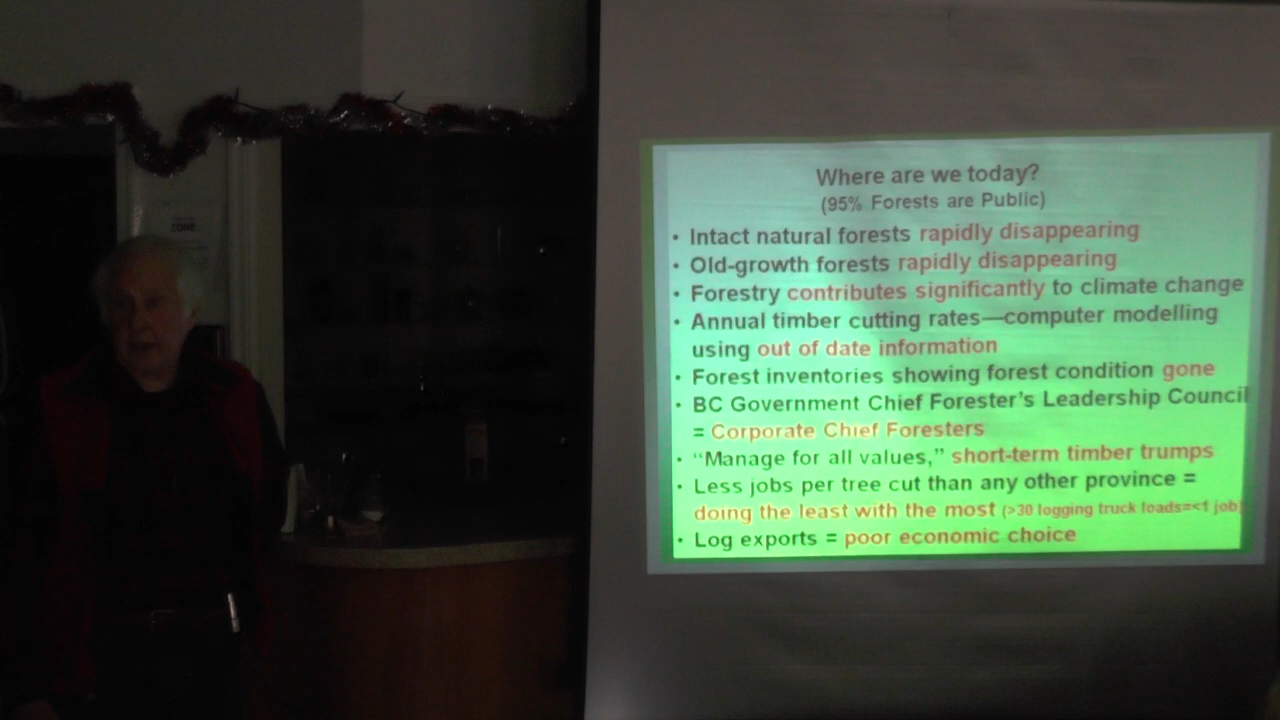 ZONE
Where are we today?
(95% Forests are Public)
• Intact natural forests rapidly disappearing
• Old-growth forests rapidly disappearing
• Forestry contributes significantly to climate change
• Annual timber cutting rates—computer modelling
using out of date information
• Forest inventories showing forest condition gone
• BC Government Chief Forester's Leadership Council
= Corporate Chief Foresters
• “Manage for all values,” short-term timber trumps
• Less jobs per tree cut than any other province =
doing the least with the most (>30 logging truck loads=<1 job)
• Log exports = poor economic choice